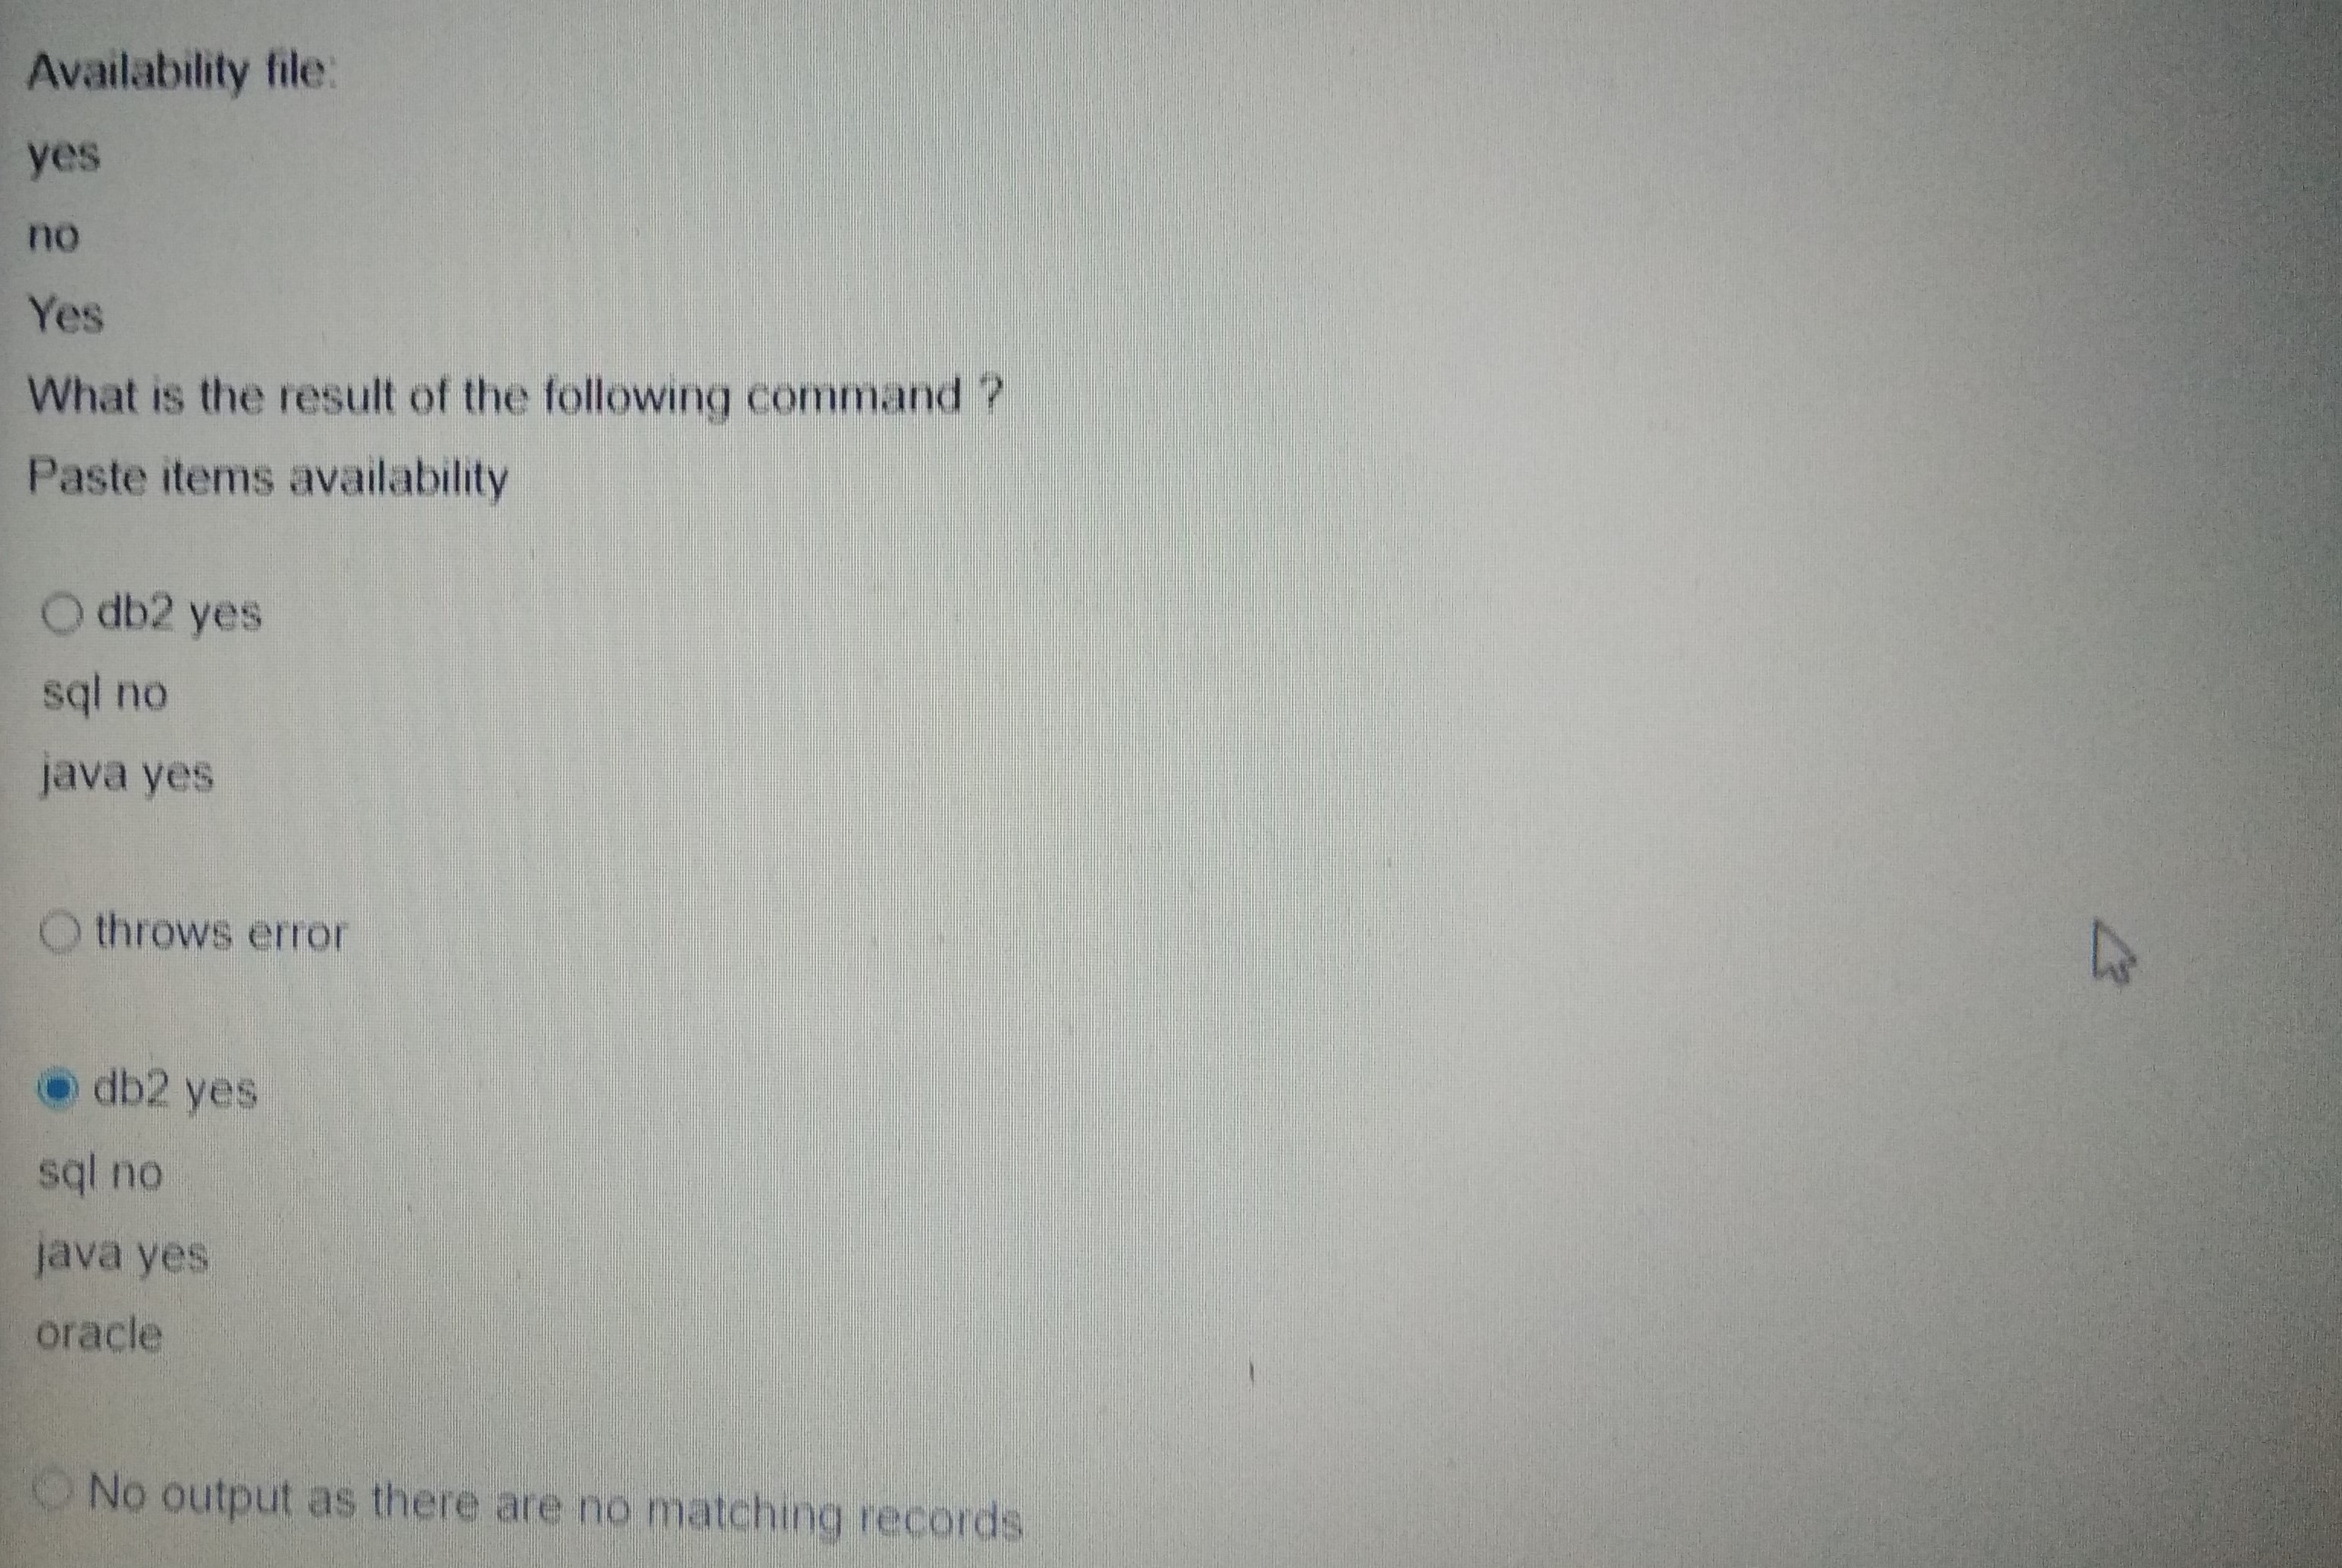 Availability file:
yes
no
Yes
What is the result of the following command ?
Paste items availability
db2 yes
sql no
java yes
throws error
db2 yes
sql no
java yes
oracle
No output as there are no matching records